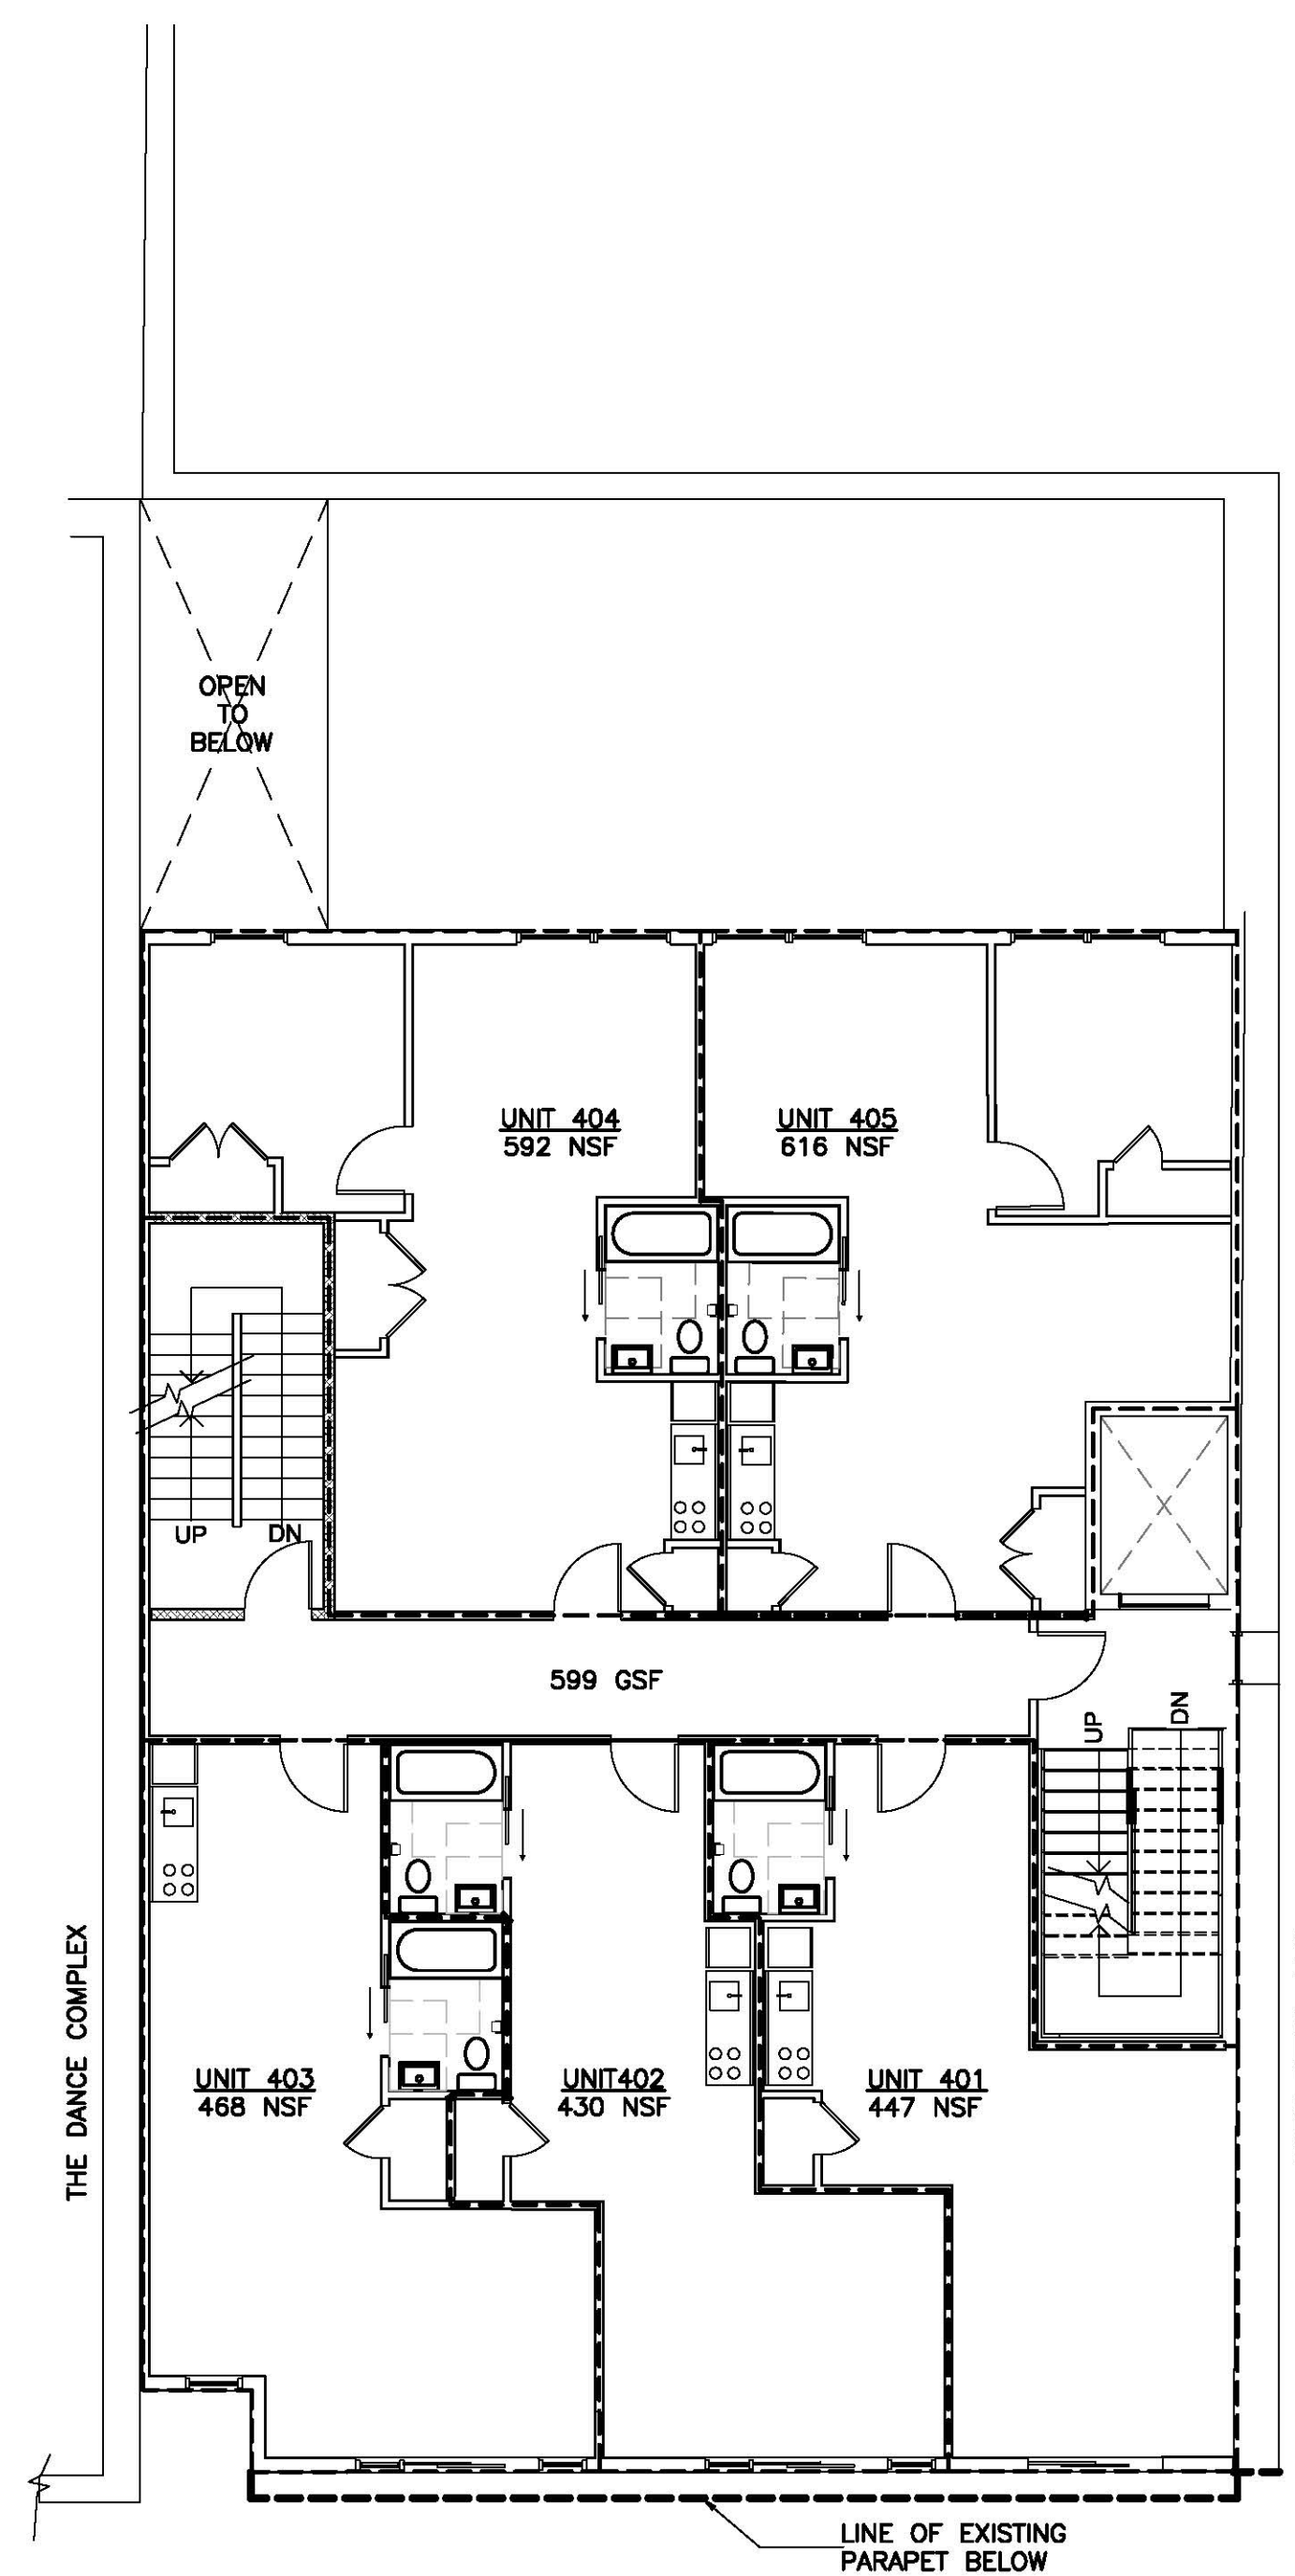 OPEN
TO
BELOW
UNIT 404
592 NSF
UNIT 405
616 NSF
UP
DN
599 GSF
UP
DN
THE DANCE COMPLEX
UNIT 403
468 NSF
UNIT402
430 NSF
UNIT 401
447 NSF
LINE OF EXISTING
PARAPET BELOW